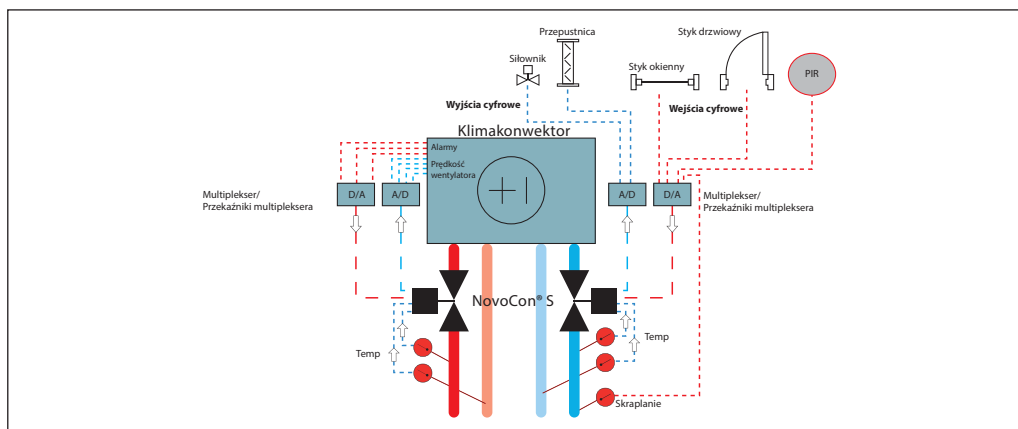 Przepustnica
Styk drzwiowy
Siłownik
Styk okienny
PIR
Wyjścia cyfrowe
Wejścia cyfrowe
Klimakonwektor
Alarmy
Prędkość
wentylatora
Multiplekser/
Przekaźniki multipleksera
D/A
A/D
A/D
D/A
Multiplekser/
Przekaźniki multipleksera
NovoCon® S
Temp
Temp
Skraplanie